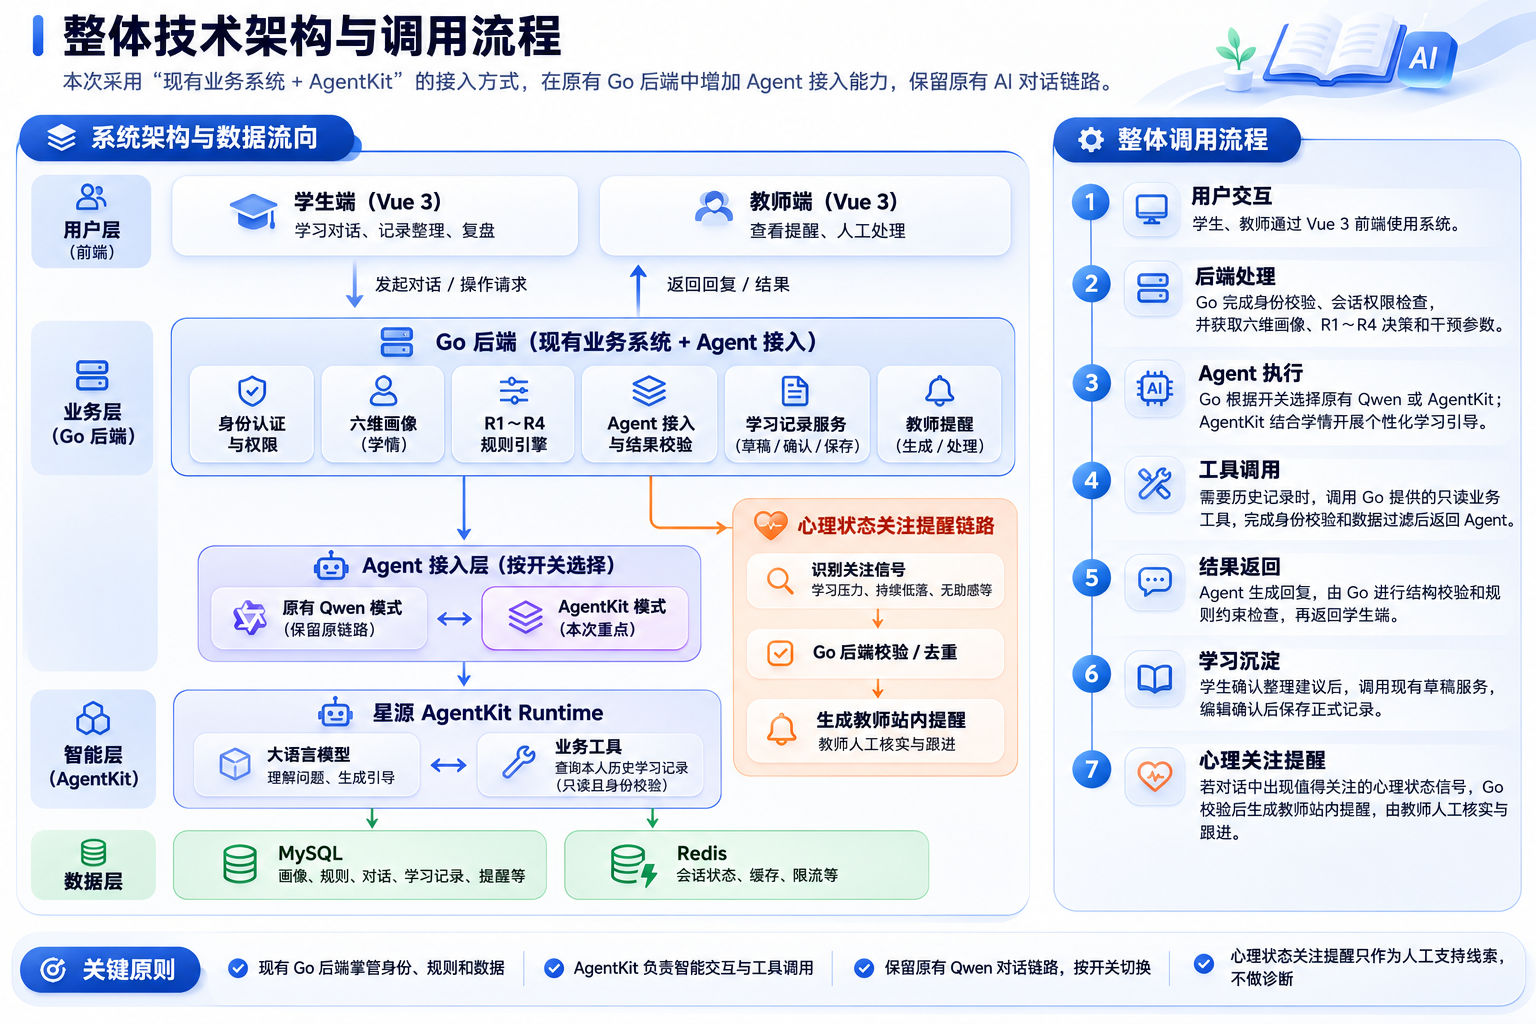 整体技术架构与调用流程
本次采用“现有业务系统 + AgentKit”的接入方式，在原有 Go 后端中增加 Agent 接入能力，保留原有 AI 对话链路。
AI
系统架构与数据流向
用户层
（前端）
学生端（Vue 3）
学习对话、记录整理、复盘
教师端（Vue 3）
查看提醒、人工处理
发起对话 / 操作请求
返回回复 / 结果
业务层
（Go 后端）
Go 后端（现有业务系统 + Agent 接入）
身份认证
与权限
六维画像
（学情）
R1～R4
规则引擎
Agent 接入
与结果校验
学习记录服务
（草稿 / 确认 / 保存）
教师提醒
（生成 / 处理）
Agent 接入层（按开关选择）
原有 Qwen 模式
（保留原链路）
AgentKit 模式
（本次重点）
心理状态关注提醒链路
识别关注信号
学习压力、持续低落、无助感等
Go 后端校验 / 去重
生成教师站内提醒
教师人工核实与跟进
智能层
（AgentKit）
星源 AgentKit Runtime
大语言模型
理解问题、生成引导
业务工具
查询本人历史学习记录
（只读且身份校验）
数据层
MySQL
画像、规则、对话、学习记录、提醒等
Redis
会话状态、缓存、限流等
整体调用流程
1
用户交互
学生、教师通过 Vue 3 前端使用系统。
2
后端处理
Go 完成身份校验、会话权限检查，
并获取六维画像、R1～R4 决策和干预参数。
3
AI
Agent 执行
Go 根据开关选择原有 Qwen 或 AgentKit；
AgentKit 结合学情开展个性化学习引导。
4
工具调用
需要历史记录时，调用 Go 提供的只读业务
工具，完成身份校验和数据过滤后返回 Agent。
5
结果返回
Agent 生成回复，由 Go 进行结构校验和规
则约束检查，再返回学生端。
6
学习沉淀
学生确认整理建议后，调用现有草稿服务，
编辑确认后保存正式记录。
7
心理关注提醒
若对话中出现值得关注的心理状态信号，Go
校验后生成教师站内提醒，由教师人工核实与
跟进。
关键原则
现有 Go 后端掌管身份、规则和数据
AgentKit 负责智能交互与工具调用
保留原有 Qwen 对话链路，按开关切换
心理状态关注提醒只作为人工支持线索，
不做诊断